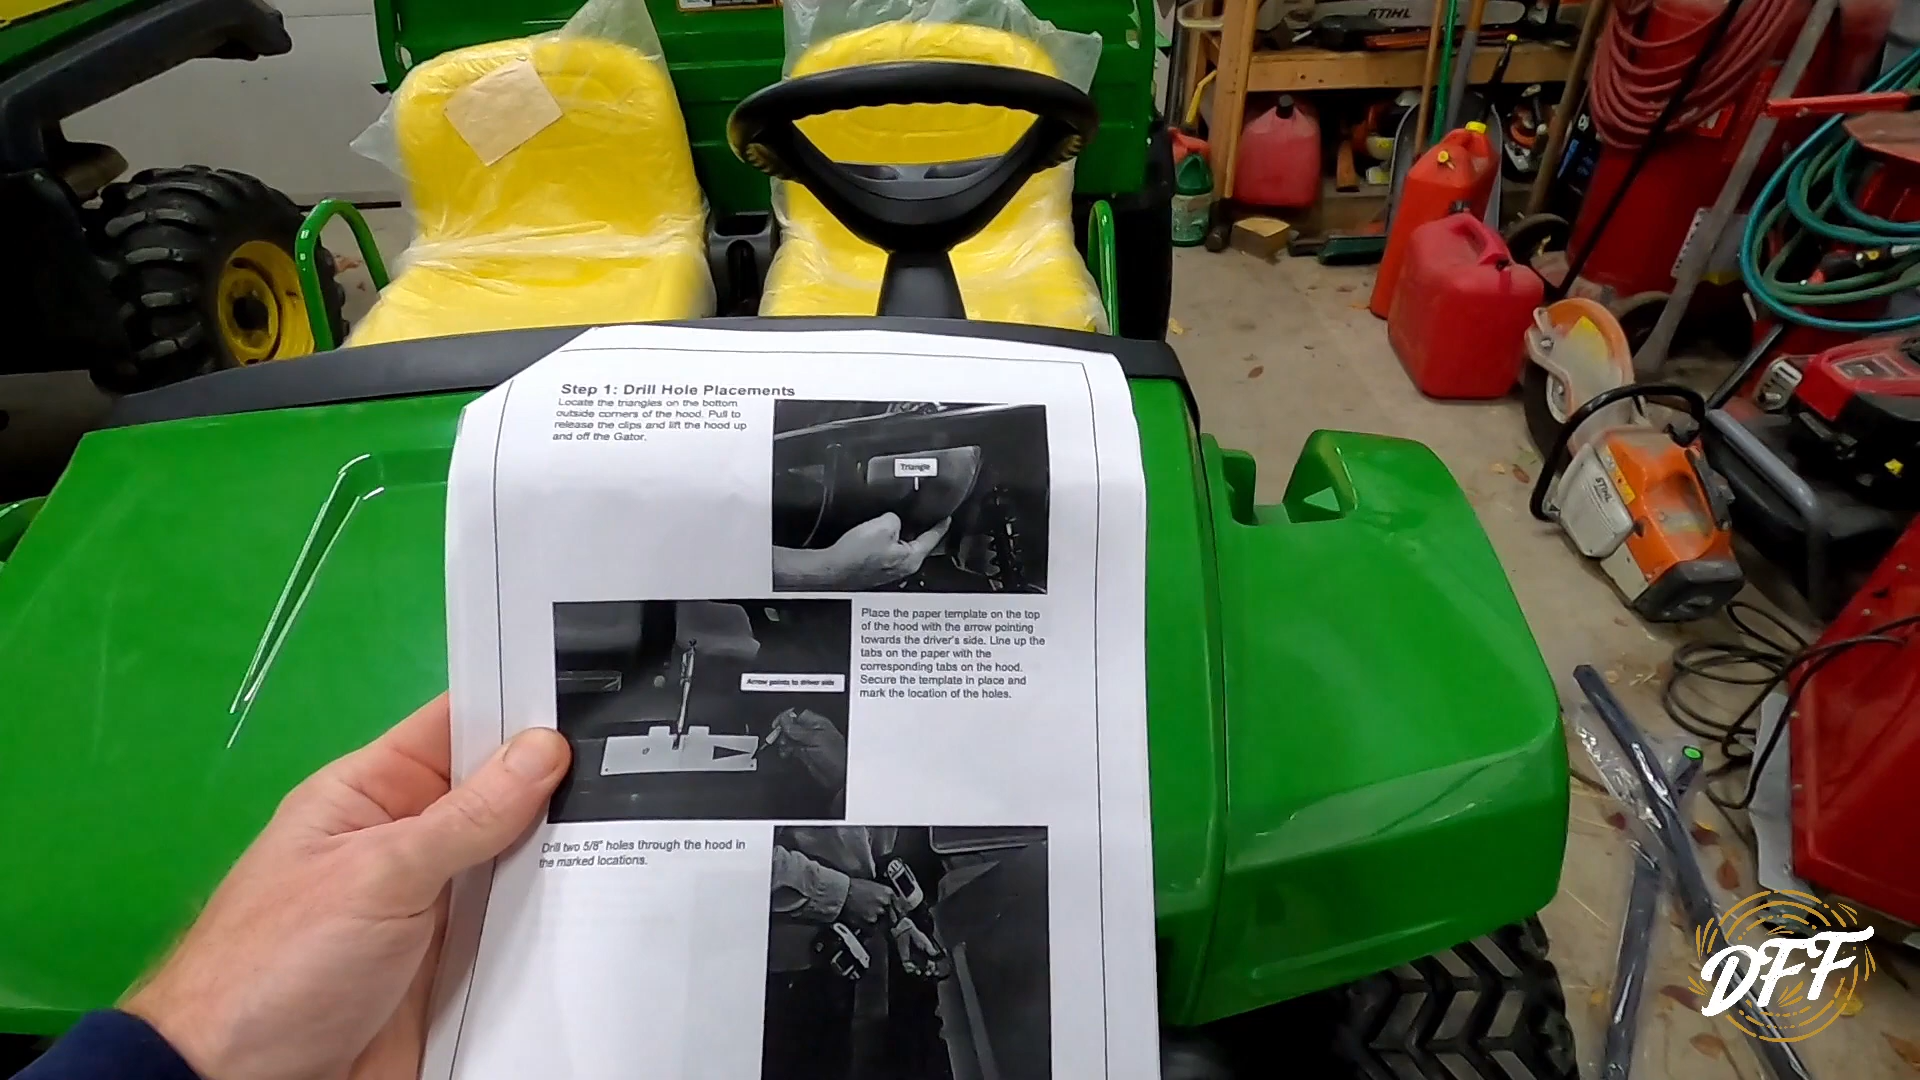 STIHL
Step 1: Drill Hole Placements
Locate the triangles on the bottom
outside corners of the hood. Pull to
release the clips and lift the hood up
and off the Gator.
Triangle
Place the paper template on the top
of the hood with the arrow pointing
towards the driver's side. Line up the
tabs on the paper with the
corresponding tabs on the hood.
Secure the template in place and
mark the location of the holes.
Arrow points to driver side
Drill two 5/8" holes through the hood in
the marked locations.
STIHL
DFF